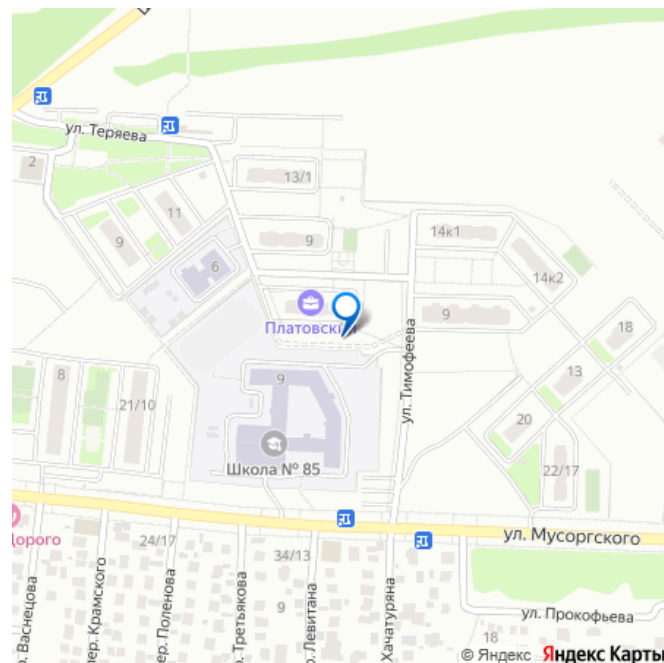 ул. Теряева
2
13/1
11
9
9
14к1
6
14к2
Платовский
9
18
ул. Тимофеева
13
8
9
21/10
20
Школа № 85
22/17
Дорого
24/17
ул. Мусоргского
34/13
9
ул. Прокофьева
18
р. Васнецова
пер. Крамского
пер. Поленова
р. Третьякова
р. Левитана
Хачатуряна
© Яндекс Яндекс Карты